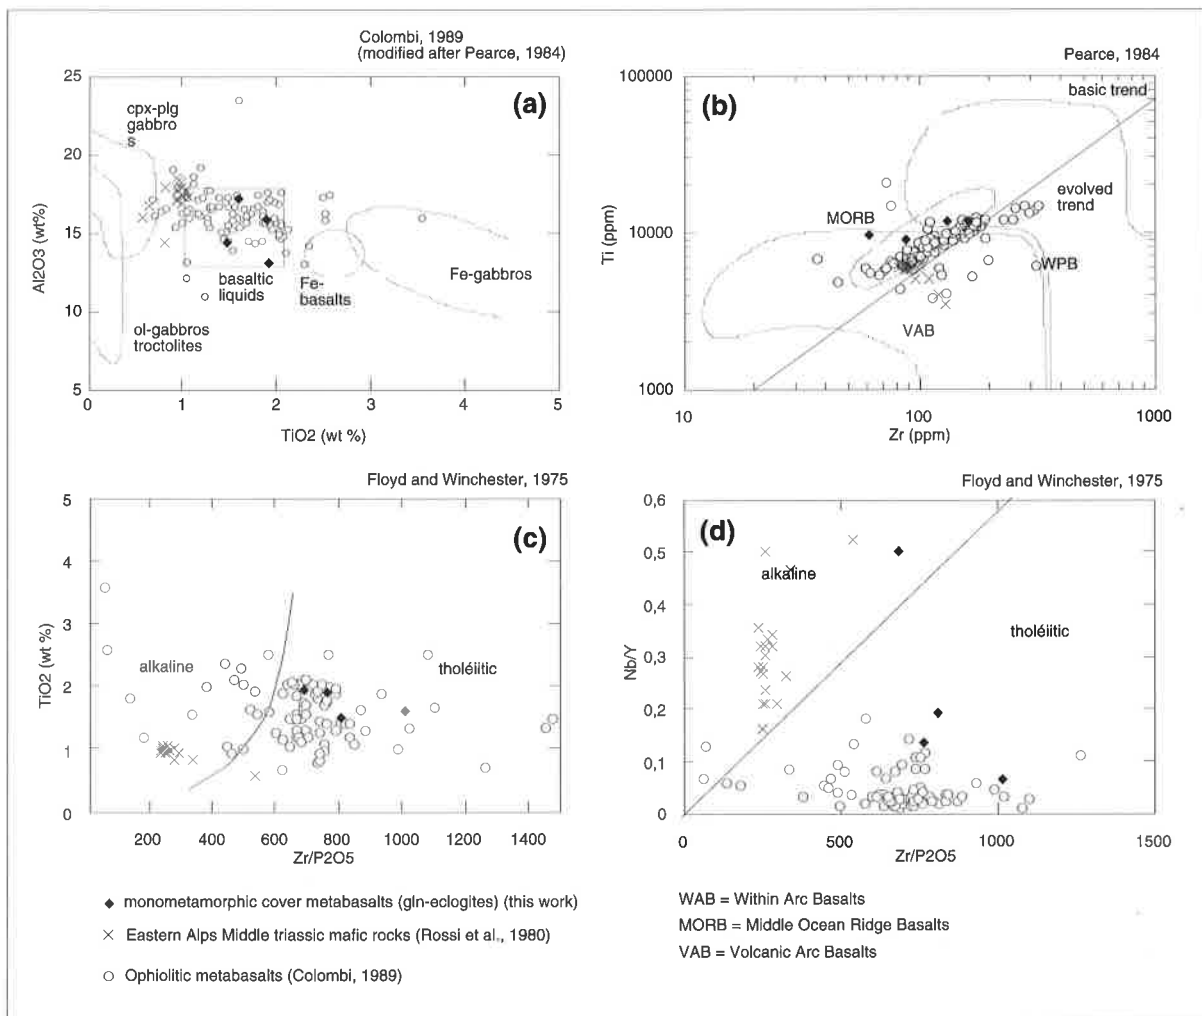 Colombi, 1989
(modified after Pearce, 1984)
25
20
15
10
5
Al2O3 (wt%)
(a)
cpx-plg
gabbro
s
basaltic
liquids
Fe-
basalts
Fe-gabbros
ol-gabbros
troctolites
0 1 2 3 4 5
TiO2 (wt %)
Pearce, 1984
100000
10000
1000
Ti (ppm)
(b)
basic trend
evolved
trend
MORB
WPB
VAB
10 100 1000
Zr (ppm)
Floyd and Winchester, 1975
5
4
3
2
1
0
TiO2 (wt %)
(c)
alkaline
tholéiitic
200 400 600 800 1000 1200 1400
Zr/P2O5
Floyd and Winchester, 1975
0,6
0,5
0,4
0,3
0,2
0,1
0
Nb/Y
(d)
alkaline
tholéiitic
0 500 1000 1500
Zr/P2O5
monometamorphic cover metabasalts (gln-eclogites) (this work)
Eastern Alps Middle triassic mafic rocks (Rossi et al., 1980)
Ophiolitic metabasalts (Colombi, 1989)
WAB = Within Arc Basalts
MORB = Middle Ocean Ridge Basalts
VAB = Volcanic Arc Basalts